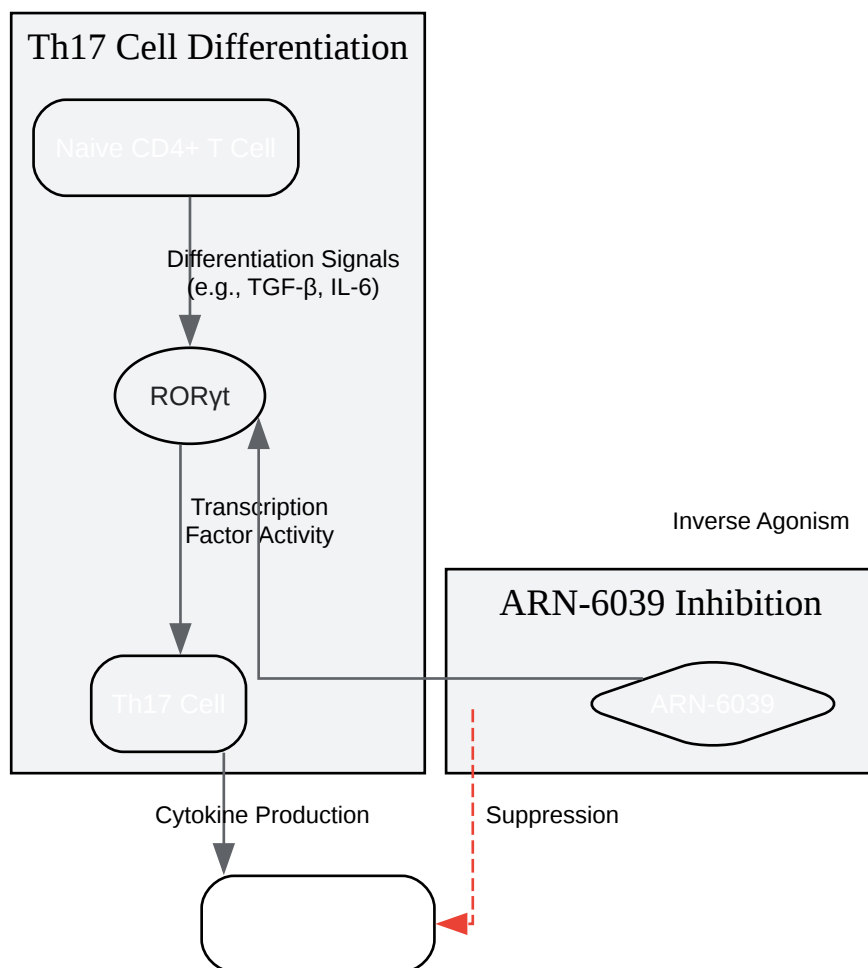 Th17 Cell Differentiation
Naive CD4+ T Cell
Differentiation Signals
(e.g., TGF-β, IL-6)
RORγt
Transcription
Factor Activity
Inverse Agonism
ARN-6039 Inhibition
Th17 Cell
ARN-6039
Cytokine Production
Suppression